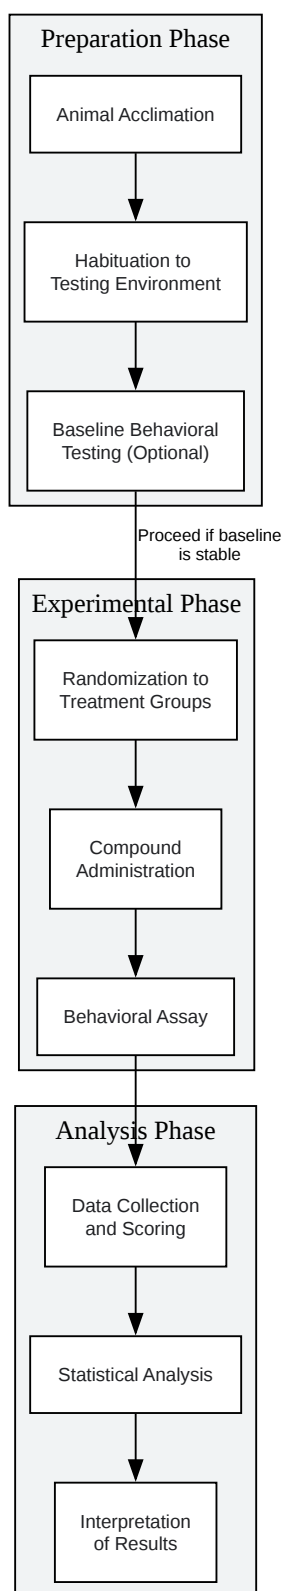 Preparation Phase
Animal Acclimation
Habituation to
Testing Environment
Baseline Behavioral
Testing (Optional)
Proceed if baseline
is stable
Experimental Phase
Randomization to
Treatment Groups
Compound
Administration
Behavioral Assay
Analysis Phase
Data Collection
and Scoring
Statistical Analysis
Interpretation
of Results